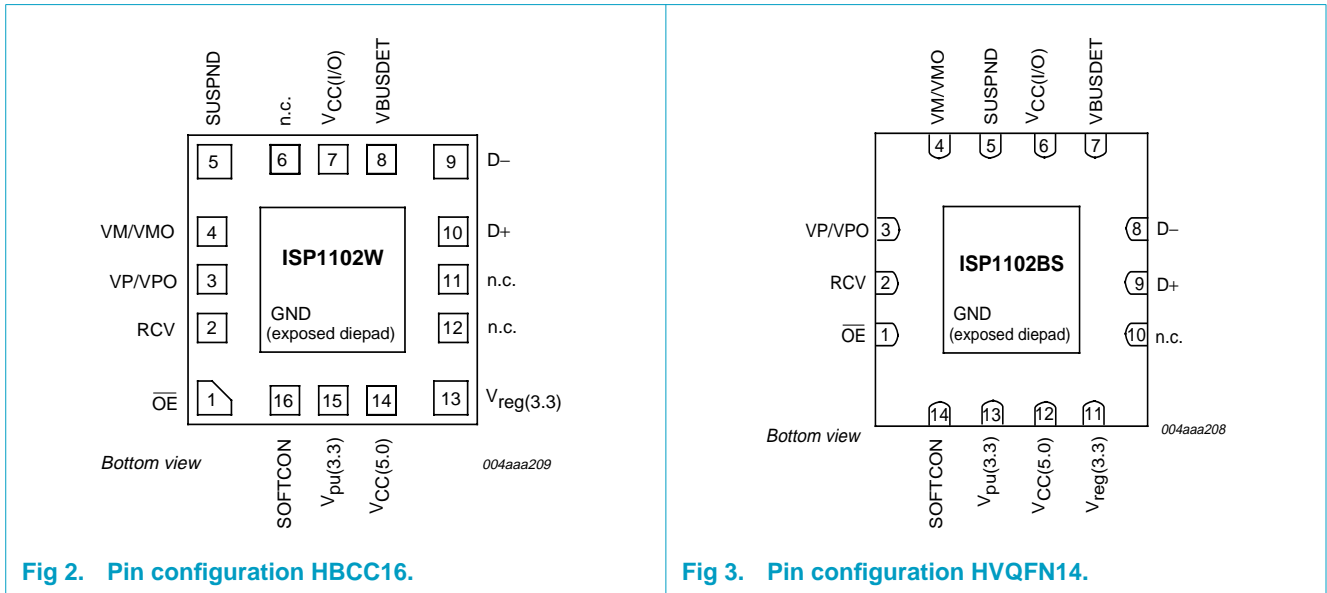 SUSPND
n.c.
VCC(I/O)
VBUSDET
5
6
7
8
9
D−
VM/VMO
4
10
D+
VP/VPO
3
11
n.c.
RCV
2
12
n.c.
OE
1
16
15
14
13
Vreg(3.3)
ISP1102W
GND
(exposed diepad)
SOFTCON
Vpu(3.3)
VCC(5.0)
Bottom view
004aaa209
Fig 2. Pin configuration HBCC16.
VM/VMO
SUSPND
VCC(I/O)
VBUSDET
4
5
6
7
VP/VPO
3
8
D−
RCV
2
9
D+
OE
1
10
n.c.
ISP1102BS
GND
(exposed diepad)
14
13
12
11
SOFTCON
Vpu(3.3)
VCC(5.0)
Vreg(3.3)
Bottom view
004aaa208
Fig 3. Pin configuration HVQFN14.